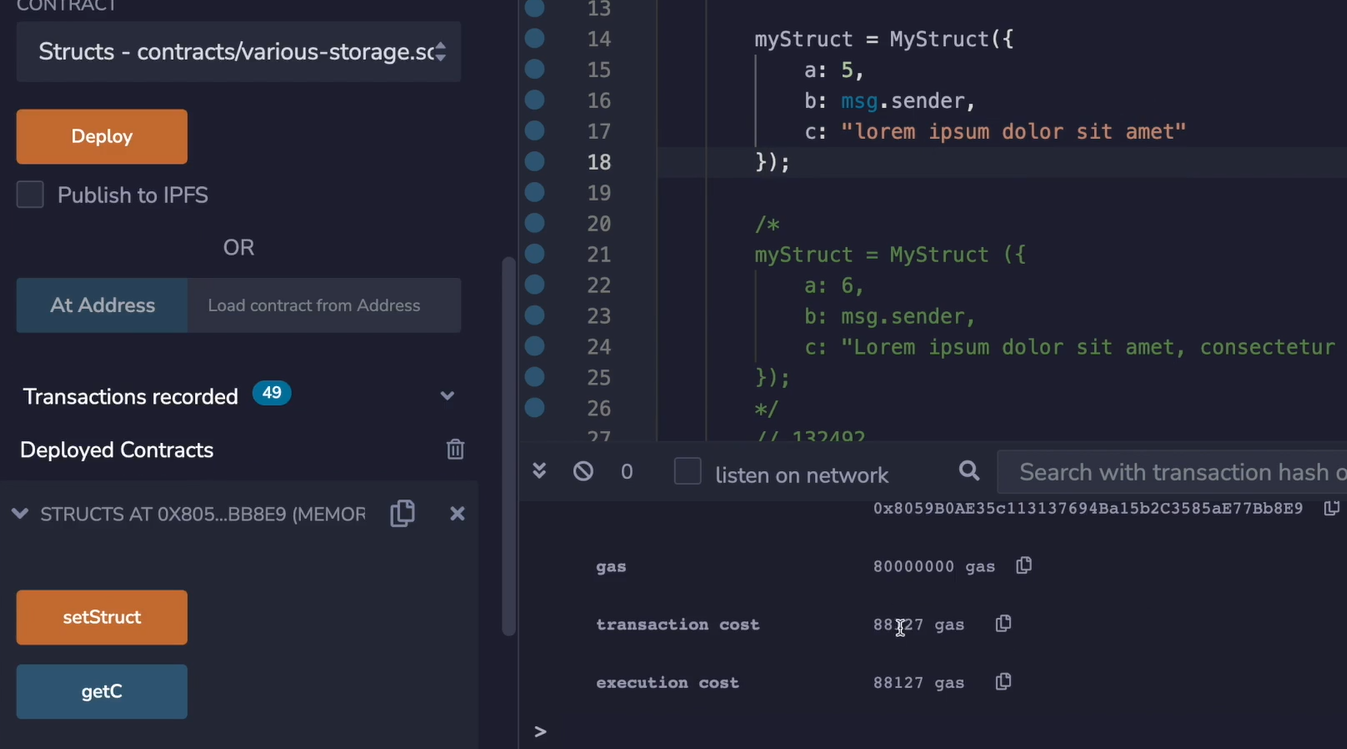 CONTRACT
Structs - contracts/various-storage.sc
Deploy
Publish to IPFS
OR
At Address
Load contract from Address
Transactions recorded 49
Deployed Contracts
STRUCTS AT 0X805...BB8E9 (MEMOR
setStruct
getC
13
14 myStruct = MyStruct({
15 a: 5,
16 b: msg.sender,
17 c: "lorem ipsum dolor sit amet"
18 });
19
20 /*
21 myStruct = MyStruct ({
22 a: 6,
23 b: msg.sender,
24 c: "Lorem ipsum dolor sit amet, consectetur
25 });
26 */
27 // 132492
0
listen on network
Search with transaction hash o
0x8059B0AE35c113137694Ba15b2C3585aE77Bb8E9
gas 80000000 gas
transaction cost 88127 gas
execution cost 88127 gas
>